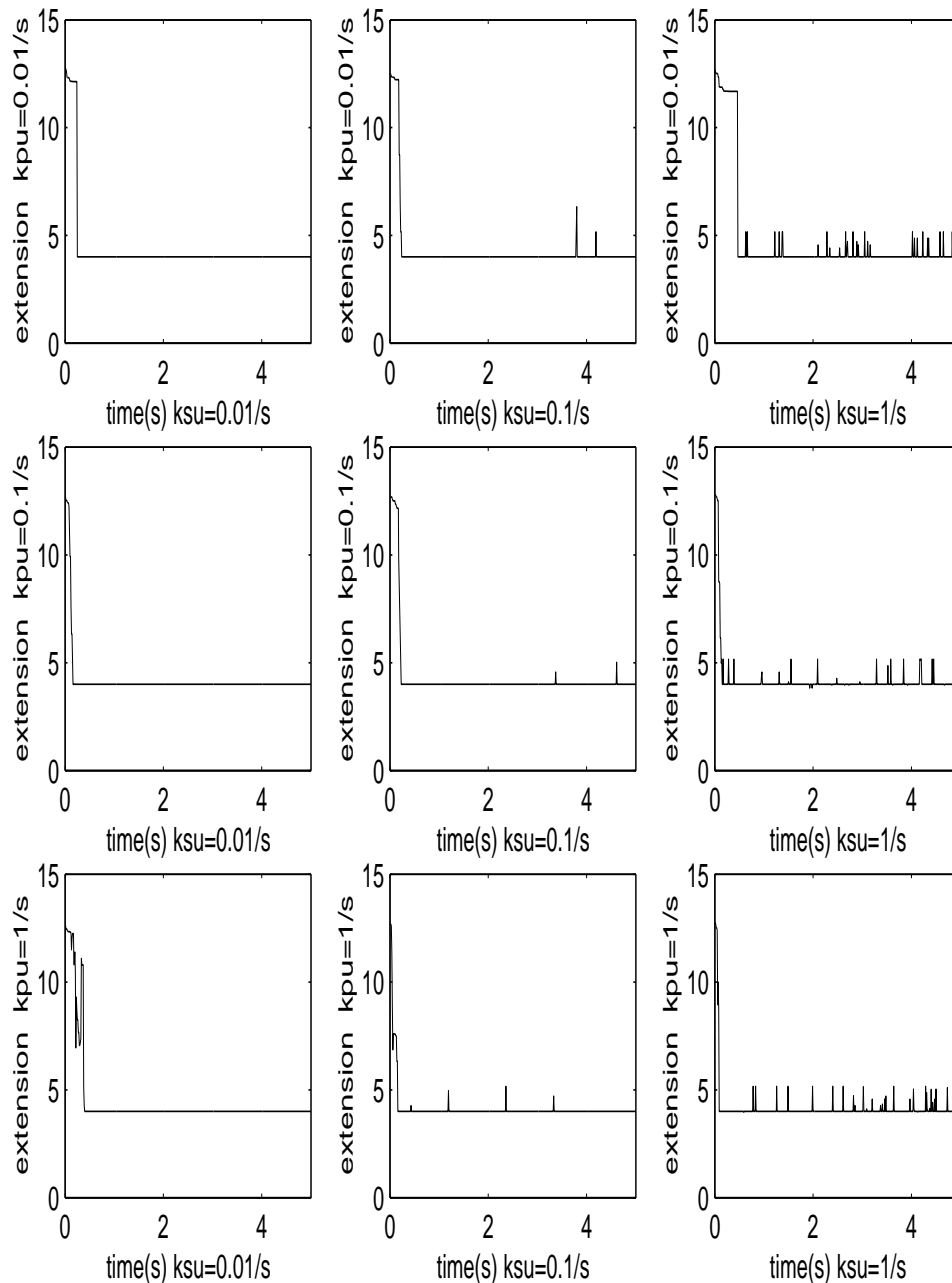 extension kpu=0.01/s
15
10
5
0
0 2 4
time(s) ksu=0.01/s
extension kpu=0.01/s
15
10
5
0
0 2 4
time(s) ksu=0.1/s
extension kpu=0.01/s
15
10
5
0
0 2 4
time(s) ksu=1/s
extension kpu=0.1/s
15
10
5
0
0 2 4
time(s) ksu=0.01/s
extension kpu=0.1/s
15
10
5
0
0 2 4
time(s) ksu=0.1/s
extension kpu=0.1/s
15
10
5
0
0 2 4
time(s) ksu=1/s
extension kpu=1/s
15
10
5
0
0 2 4
time(s) ksu=0.01/s
extension kpu=1/s
15
10
5
0
0 2 4
time(s) ksu=0.1/s
extension kpu=1/s
15
10
5
0
0 2 4
time(s) ksu=1/s